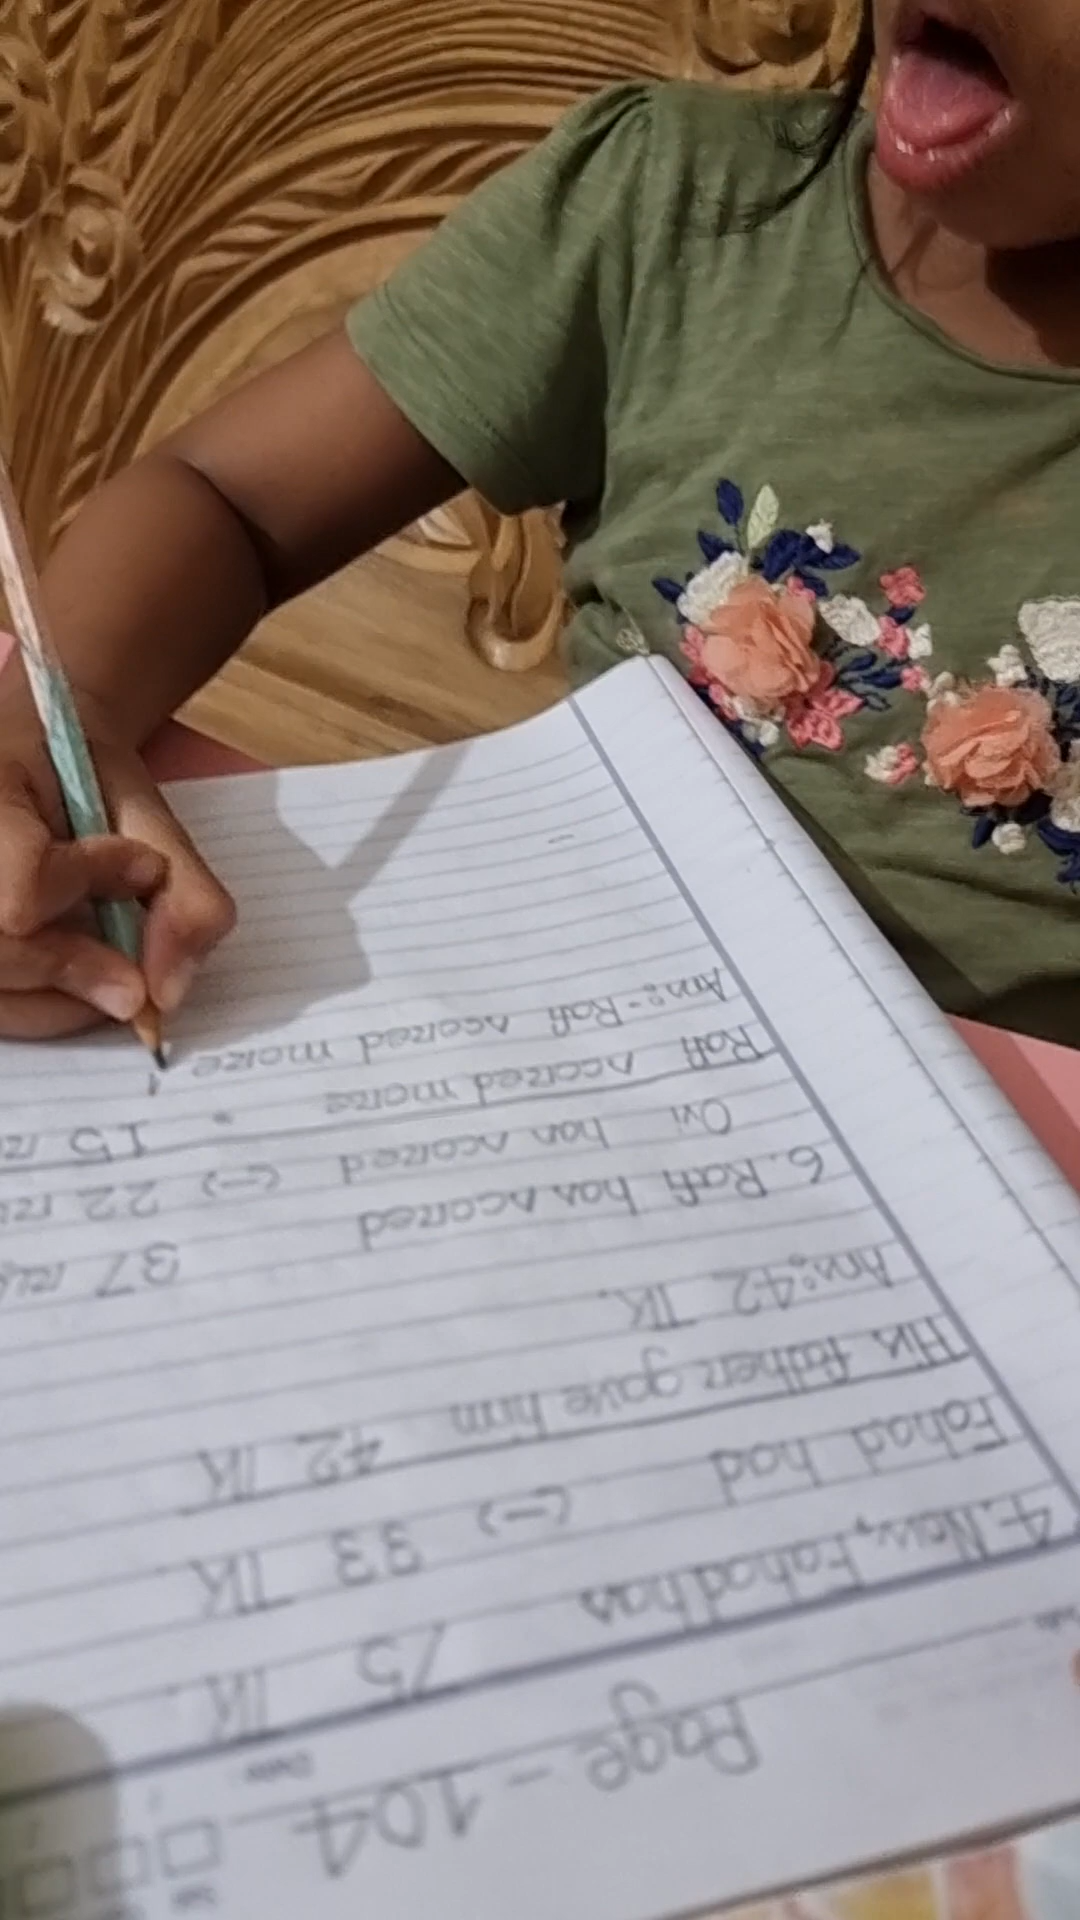 Page - 104
4. Now, Fahad has 75 TK.
Fahad had (-) 33 TK.
His father gave him 42 TK
Ans: 42 TK.
6. Rafi has scored 37
Ovi has scored (-) 22
Rafi scored more 15
Ans:- Rafi scored more